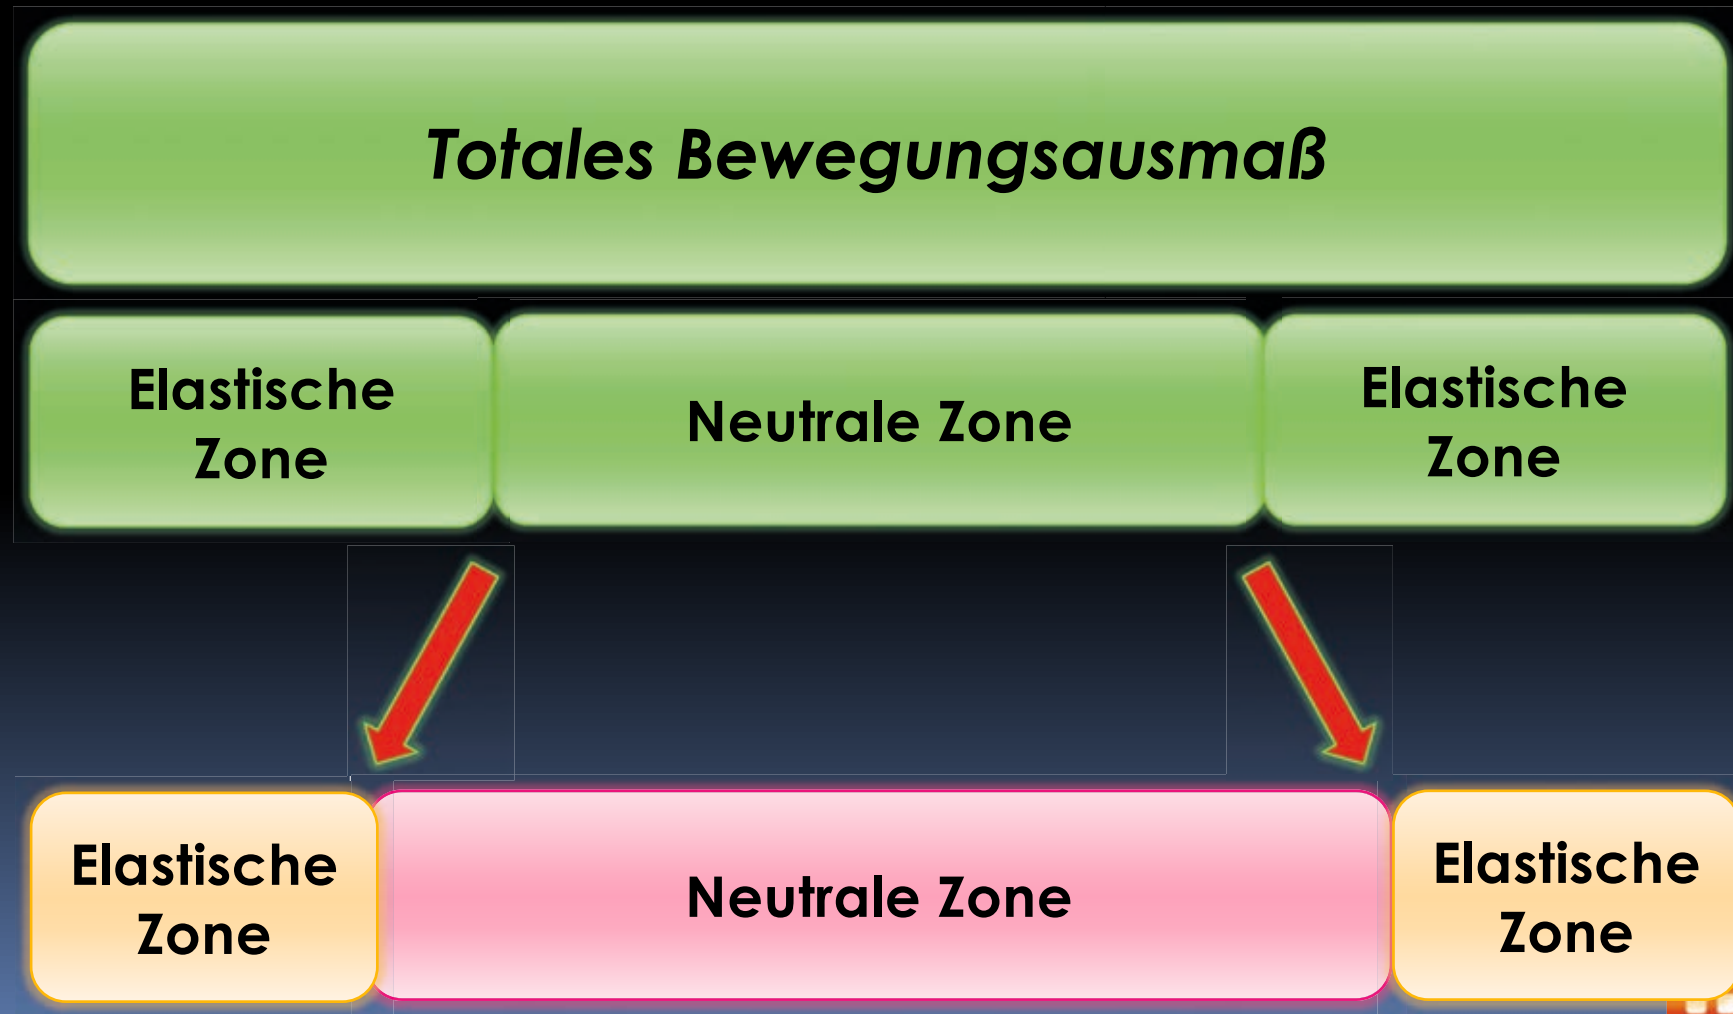 Totales Bewegungsausmaß
Elastische
Zone
Neutrale Zone
Elastische
Zone
Elastische
Zone
Neutrale Zone
Elastische
Zone